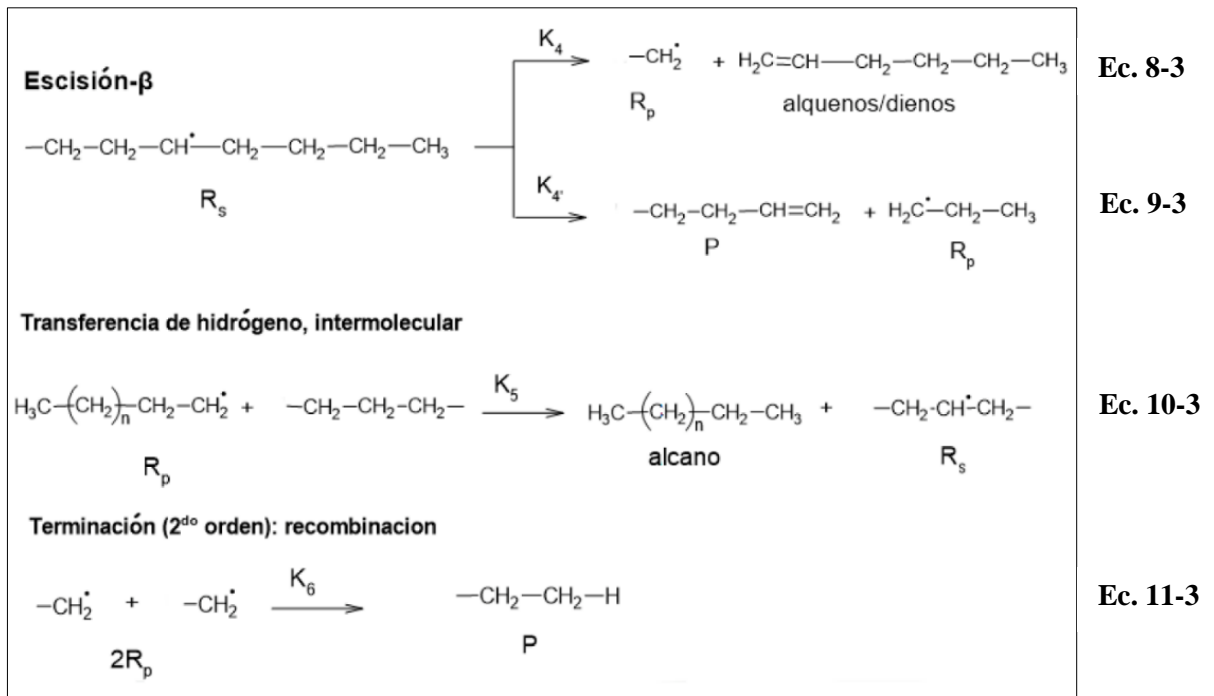 K4
Escisión-β
—CH2—CH2—CH•—CH2—CH2—CH2—CH3
Rs
—CH2• + H2C=CH—CH2—CH2—CH2—CH3
Rp alquenos/dienos
Ec. 8-3
K4'
—CH2—CH2—CH=CH2 + H2C•—CH2—CH3
P Rp
Ec. 9-3
Transferencia de hidrógeno, intermolecular
H3C—(CH2)n—CH2—CH2• + —CH2—CH2—CH2— K5 H3C—(CH2)n—CH2—CH3 + —CH2-CH•-CH2— Ec. 10-3
Rp alcano Rs
Terminación (2do orden): recombinacion
—CH2• + —CH2• K6 —CH2—CH2—H Ec. 11-3
2Rp P